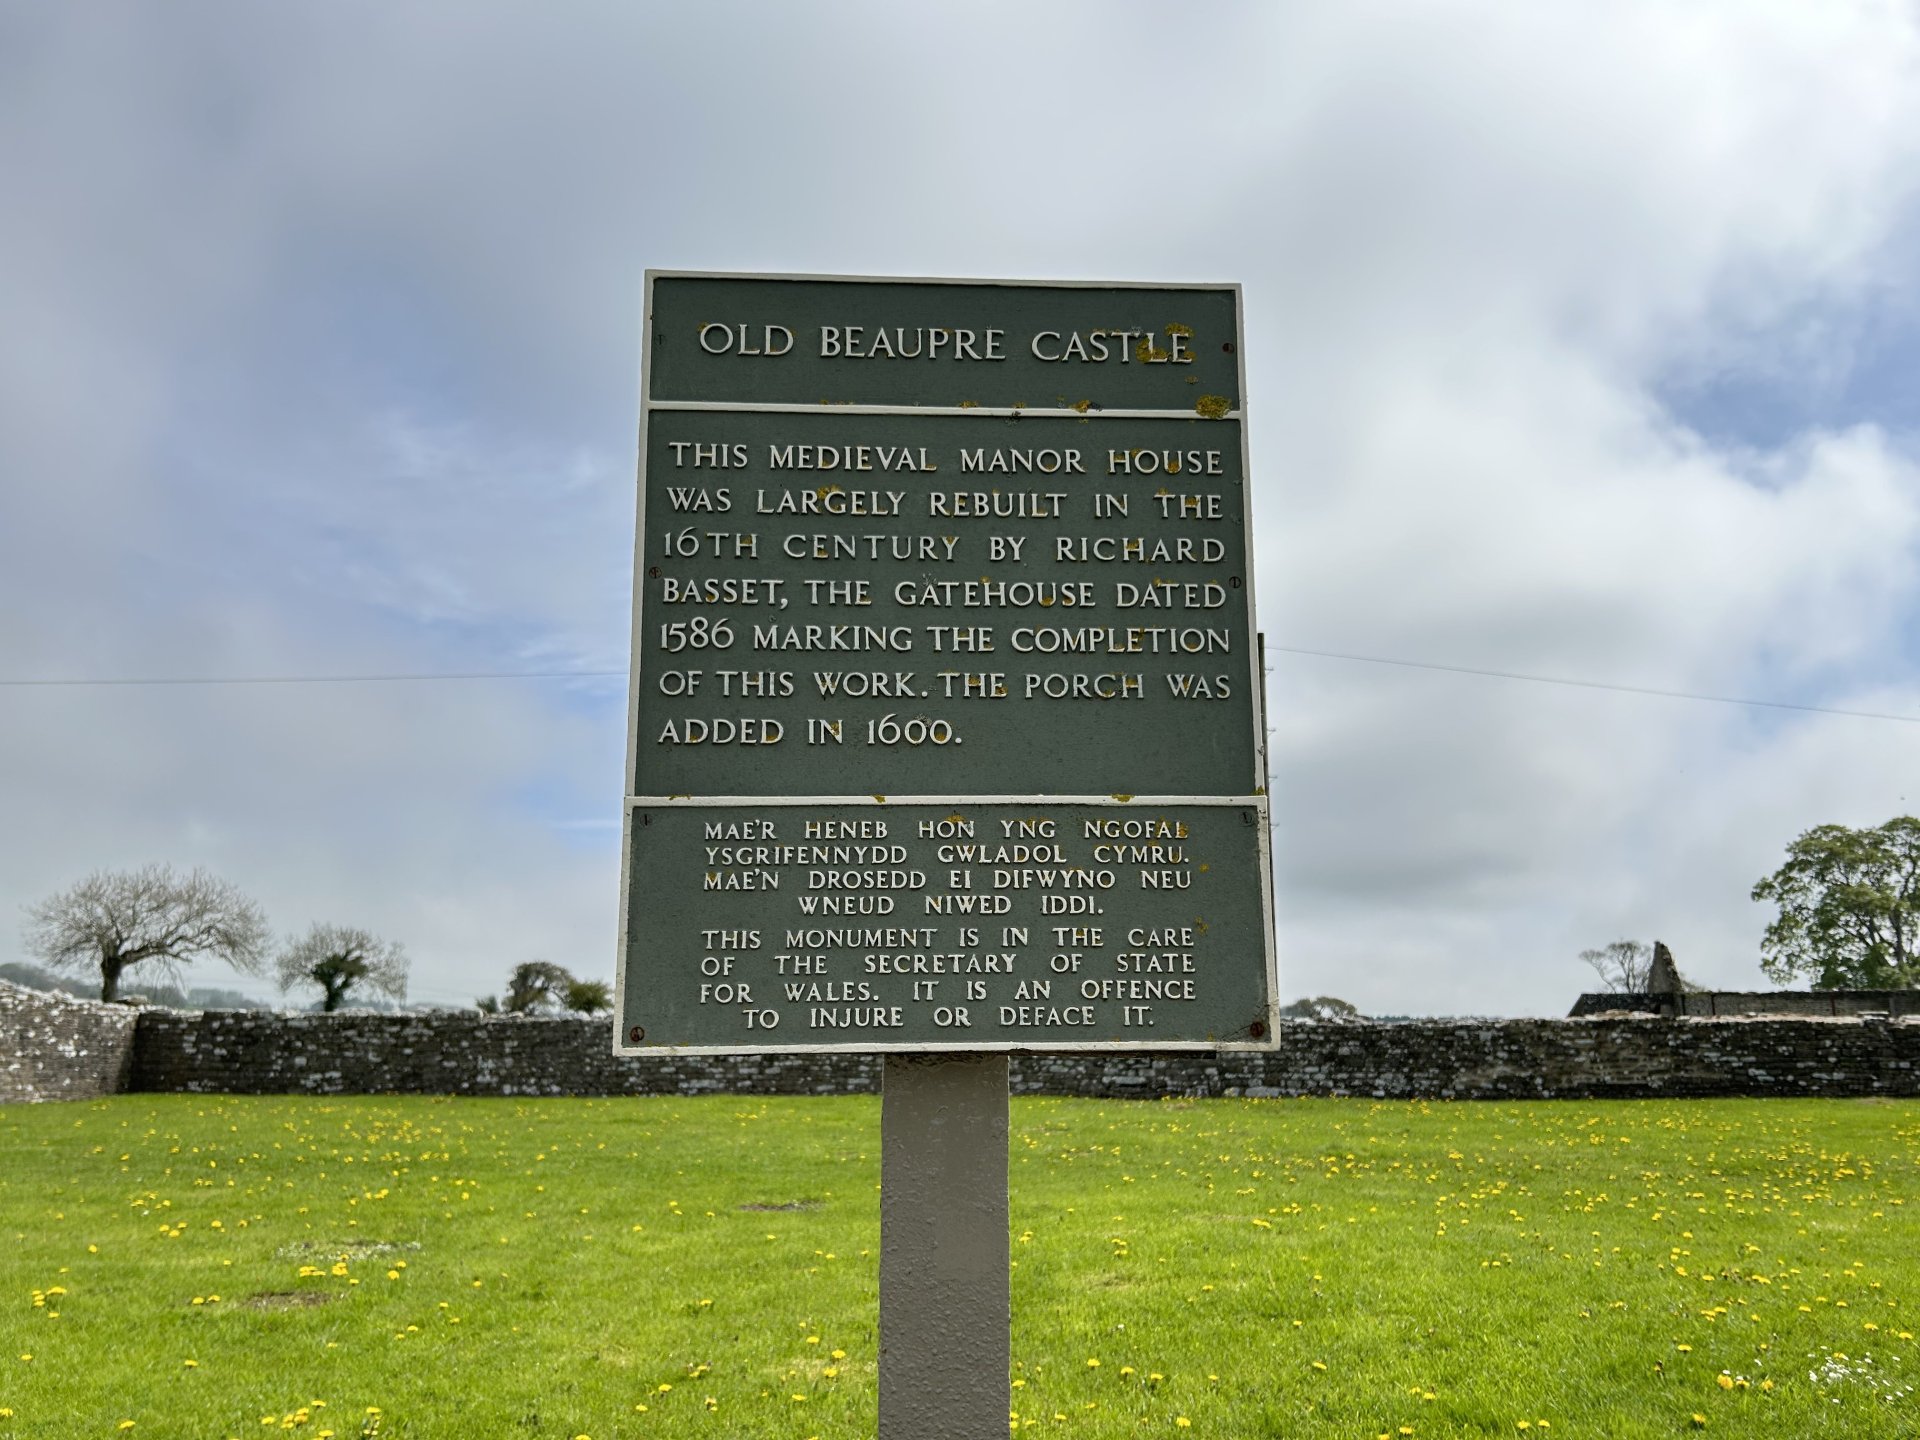 OLD BEAUPRE CASTLE
THIS MEDIEVAL MANOR HOUSE
WAS LARGELY REBUILT IN THE
16TH CENTURY BY RICHARD
BASSET, THE GATEHOUSE DATED
1586 MARKING THE COMPLETION
OF THIS WORK. THE PORCH WAS
ADDED IN 1600.
MAE'R HENEB HON YNG NGOFAL
YSGRIFENNYDD GWLADOL CYMRU.
MAE'N DROSEDD EI DIFWYNO NEU
WNEUD NIWED IDDI.
THIS MONUMENT IS IN THE CARE
OF THE SECRETARY OF STATE
FOR WALES. IT IS AN OFFENCE
TO INJURE OR DEFACE IT.